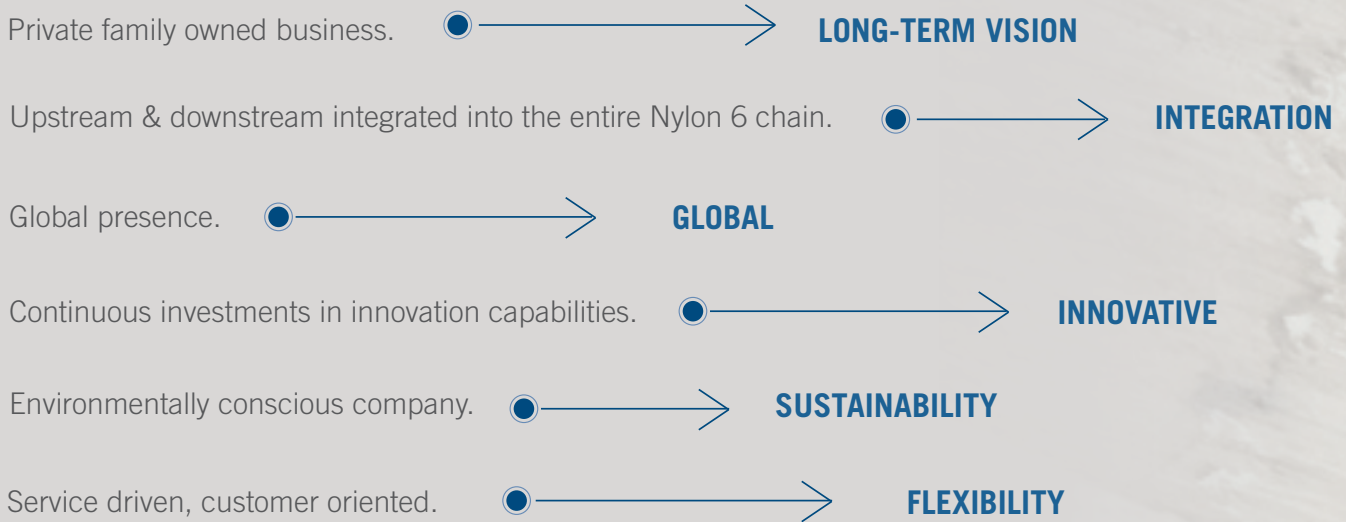 Private family owned business. LONG-TERM VISION
Upstream & downstream integrated into the entire Nylon 6 chain. INTEGRATION
Global presence. GLOBAL
Continuous investments in innovation capabilities. INNOVATIVE
Environmentally conscious company. SUSTAINABILITY
Service driven, customer oriented. FLEXIBILITY